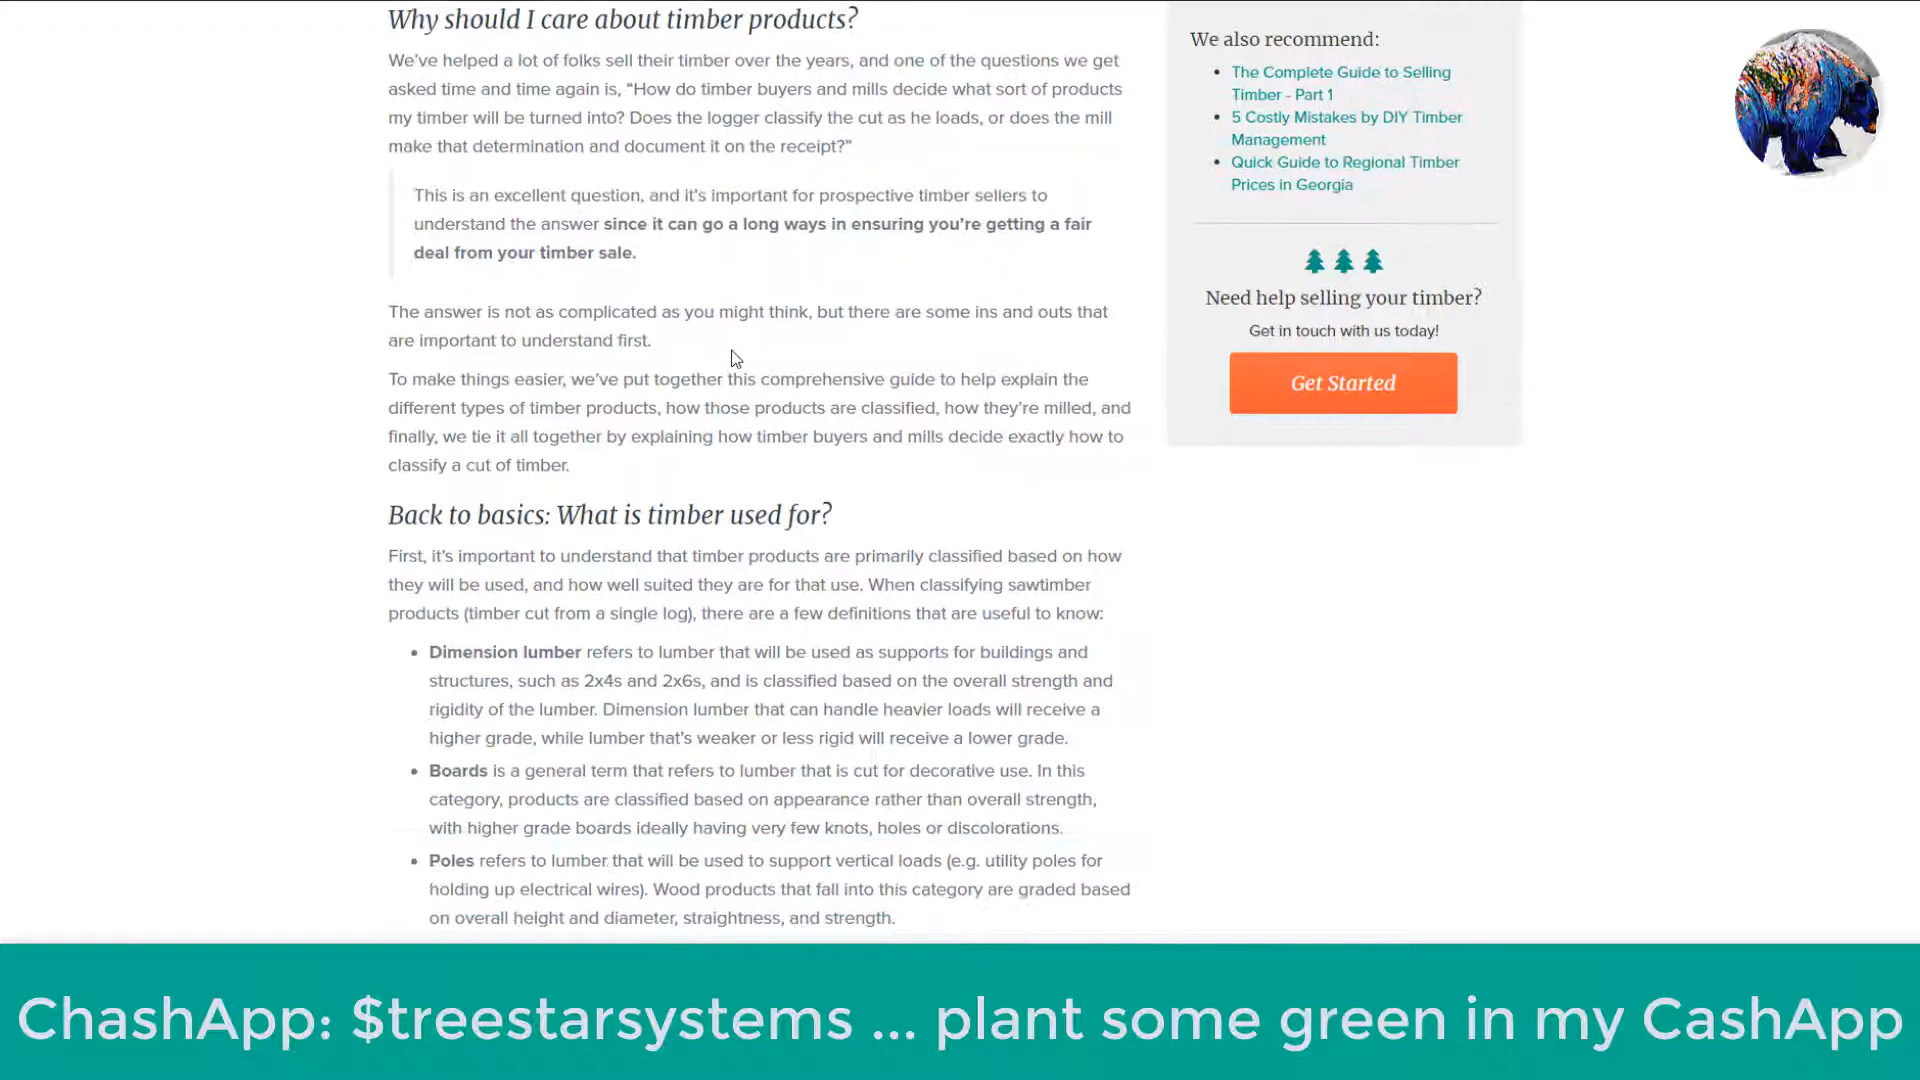 Why should I care about timber products?
We've helped a lot of folks sell their timber over the years, and one of the questions we get
asked time and time again is, “How do timber buyers and mills decide what sort of products
my timber will be turned into? Does the logger classify the cut as he loads, or does the mill
make that determination and document it on the receipt?”
This is an excellent question, and it's important for prospective timber sellers to
understand the answer since it can go a long ways in ensuring you're getting a fair
deal from your timber sale.
The answer is not as complicated as you might think, but there are some ins and outs that
are important to understand first.
To make things easier, we've put together this comprehensive guide to help explain the
different types of timber products, how those products are classified, how they're milled, and
finally, we tie it all together by explaining how timber buyers and mills decide exactly how to
classify a cut of timber.
Back to basics: What is timber used for?
First, it's important to understand that timber products are primarily classified based on how
they will be used, and how well suited they are for that use. When classifying sawtimber
products (timber cut from a single log), there are a few definitions that are useful to know:
• Dimension lumber refers to lumber that will be used as supports for buildings and
structures, such as 2x4s and 2x6s, and is classified based on the overall strength and
rigidity of the lumber. Dimension lumber that can handle heavier loads will receive a
higher grade, while lumber that's weaker or less rigid will receive a lower grade.
• Boards is a general term that refers to lumber that is cut for decorative use. In this
category, products are classified based on appearance rather than overall strength,
with higher grade boards ideally having very few knots, holes or discolorations.
• Poles refers to lumber that will be used to support vertical loads (e.g. utility poles for
holding up electrical wires). Wood products that fall into this category are graded based
on overall height and diameter, straightness, and strength.
We also recommend:
• The Complete Guide to Selling
Timber - Part 1
• 5 Costly Mistakes by DIY Timber
Management
• Quick Guide to Regional Timber
Prices in Georgia
Need help selling your timber?
Get in touch with us today!
Get Started
ChashApp: $treestarsystems ... plant some green in my CashApp